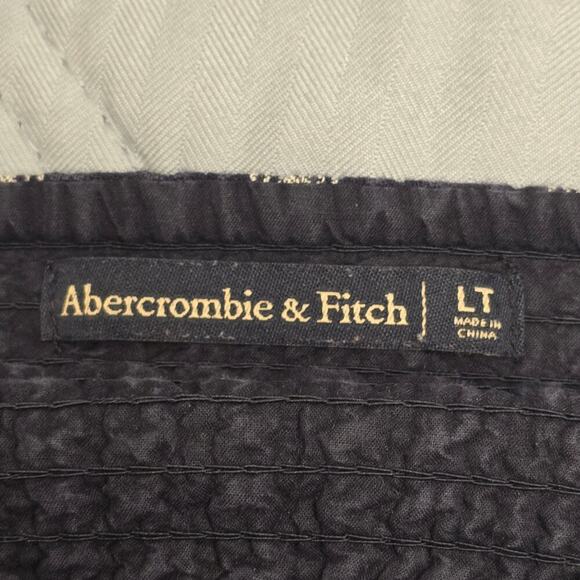 Abercrombie & Fitch | LT
MADE IN
CHINA